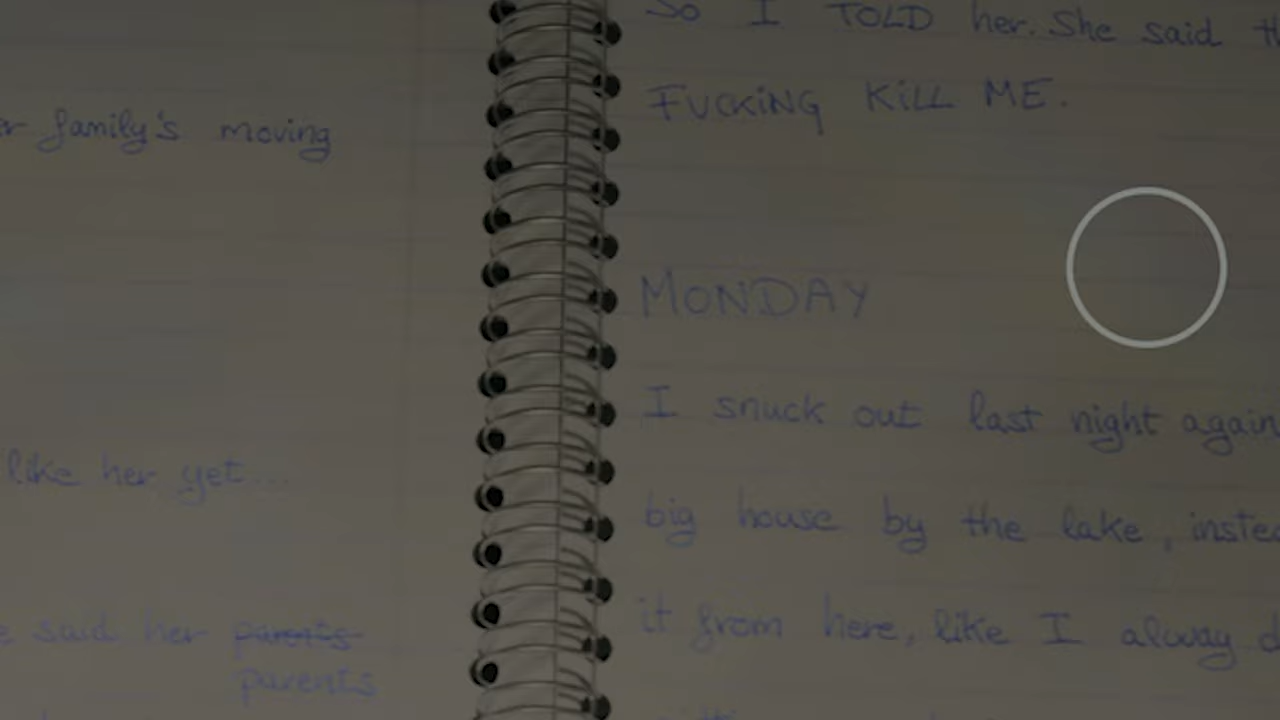 family's moving
like her yet...
said her parents
parents
So I TOLD her. She said
FUCKiNG KiLL ME.
MONDAY
I snuck out last night again
big house by the lake, inste
it from here, like I alway d